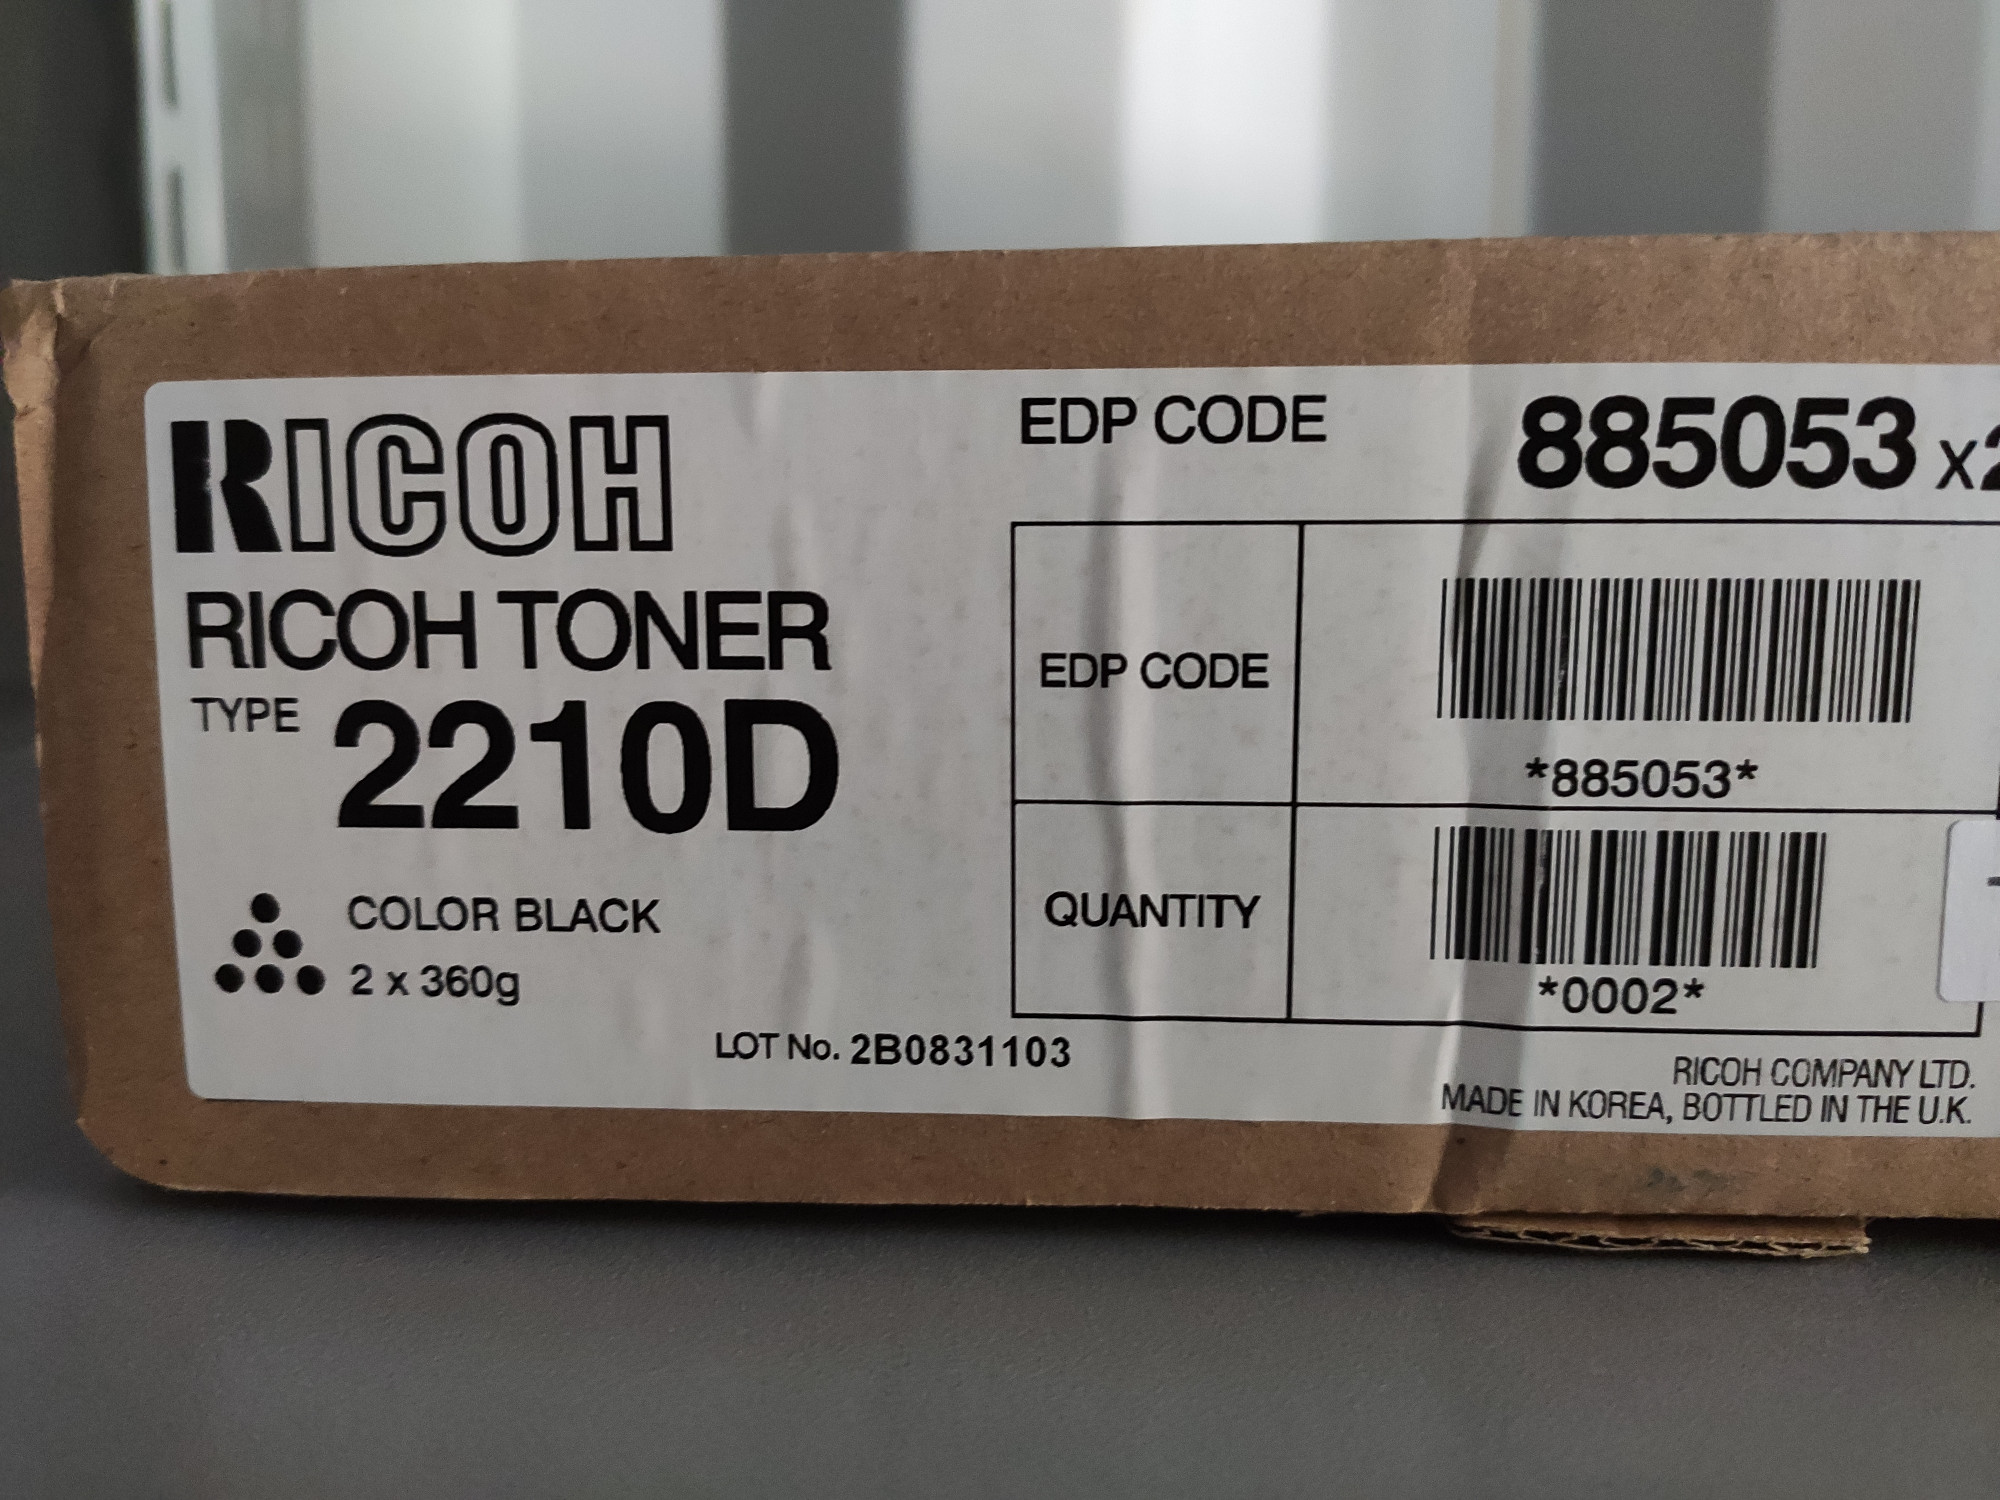 RICOH
RICOH TONER
TYPE 2210D
COLOR BLACK
2 x 360g
LOT No. 2B0831103
EDP CODE 885053 x2
EDP CODE
*885053*
QUANTITY
*0002*
RICOH COMPANY LTD.
MADE IN KOREA, BOTTLED IN THE U.K.